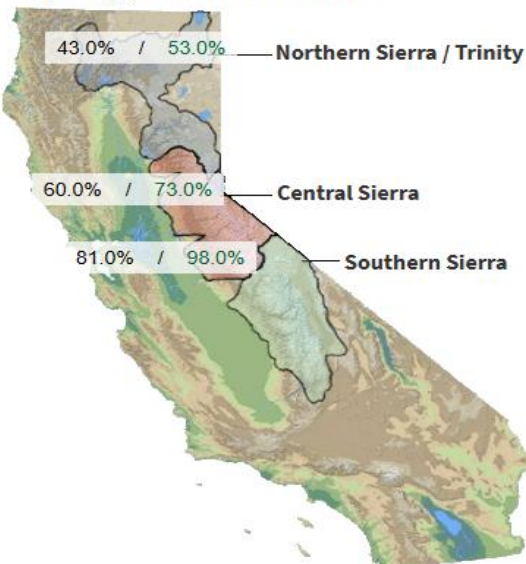 43.0% / 53.0% Northern Sierra / Trinity
60.0% / 73.0% Central Sierra
81.0% / 98.0% Southern Sierra